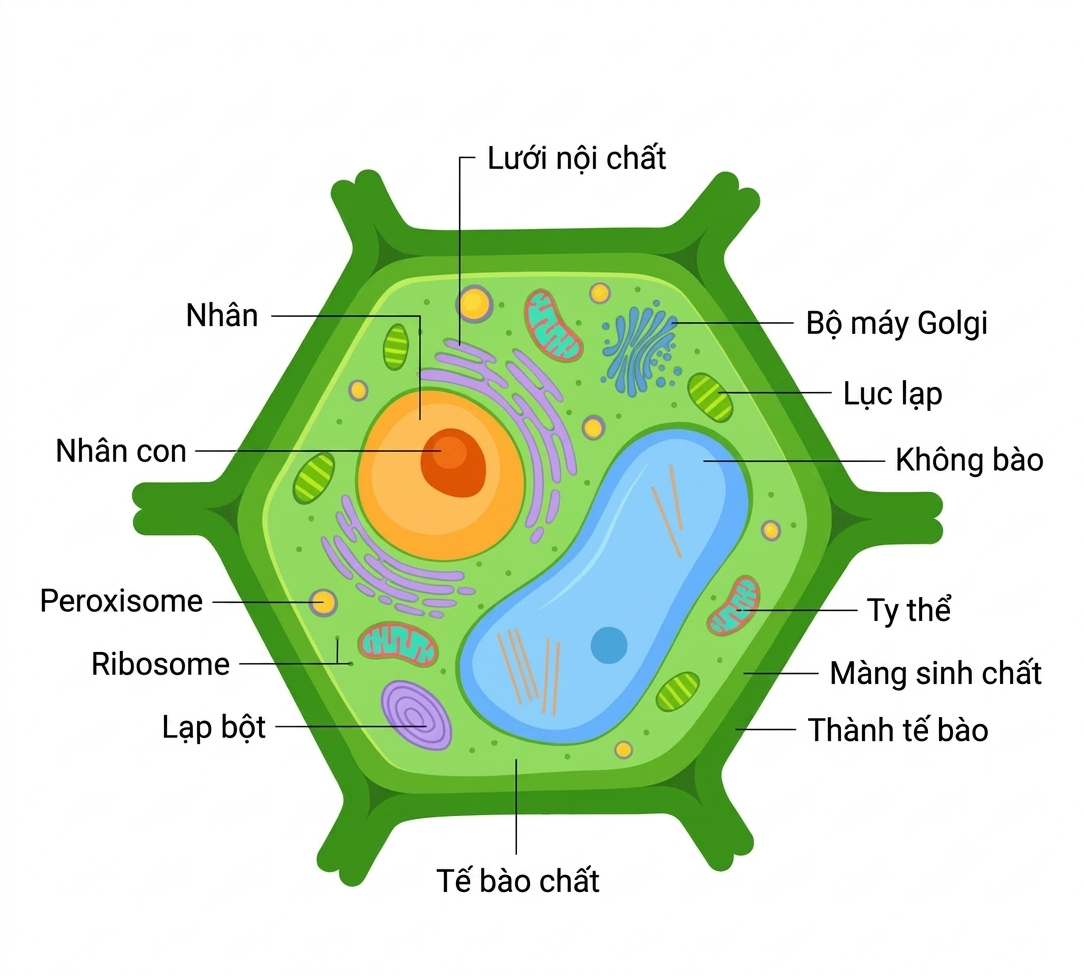 Lưới nội chất
Nhân
Bộ máy Golgi
Lục lạp
Nhân con
Không bào
Peroxisome
Ty thể
Ribosome
Màng sinh chất
Lạp bột
Thành tế bào
Tế bào chất